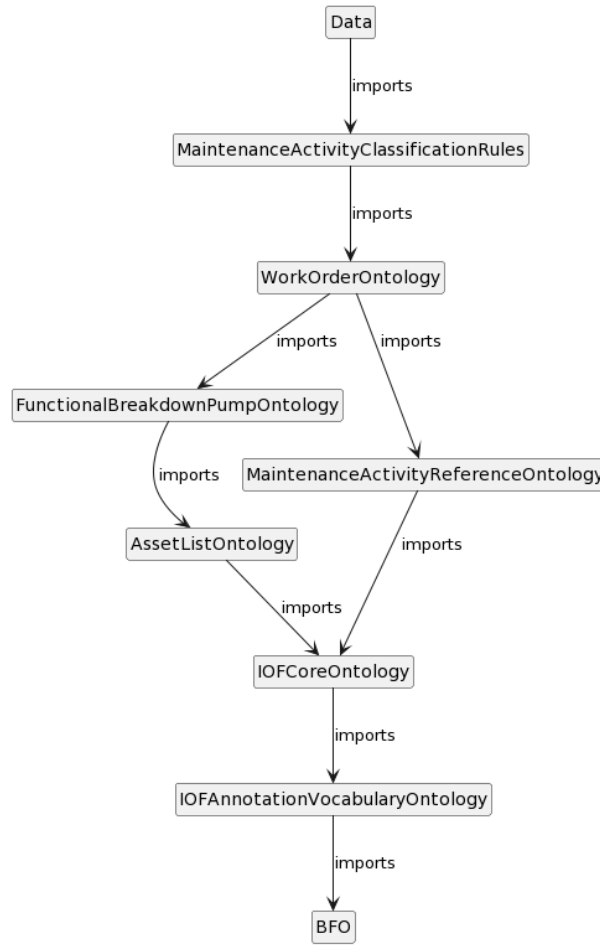 Data
imports
MaintenanceActivityClassificationRules
imports
WorkOrderOntology
imports
imports
FunctionalBreakdownPumpOntology
imports
MaintenanceActivityReferenceOntology
AssetListOntology
imports
imports
IOFCoreOntology
imports
IOFAnnotationVocabularyOntology
imports
BFO